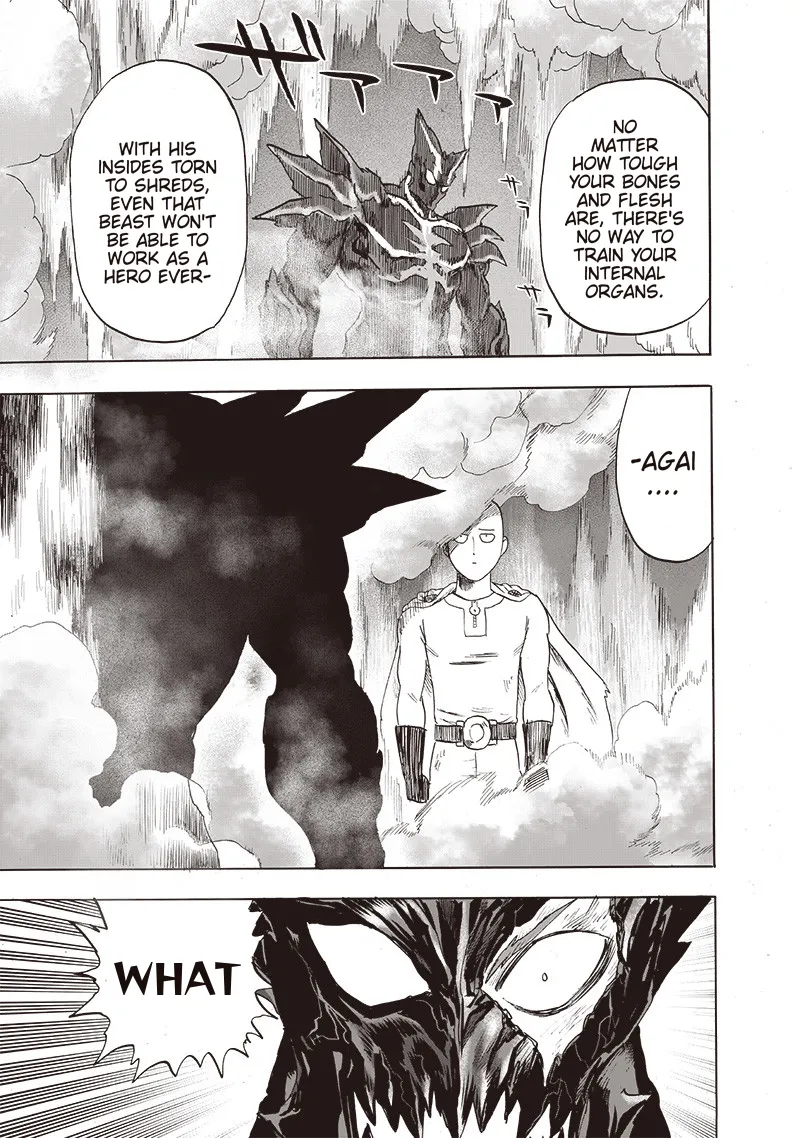 NO
MATTER
HOW TOUGH
YOUR BONES
AND FLESH
ARE, THERE'S
NO WAY TO
TRAIN YOUR
INTERNAL
ORGANS.
ザァァァ
WITH HIS
INSIDES TORN
TO SHREDS,
EVEN THAT
BEAST WON'T
BE ABLE TO
WORK AS A
HERO EVER-
-AGAI
....
WHAT